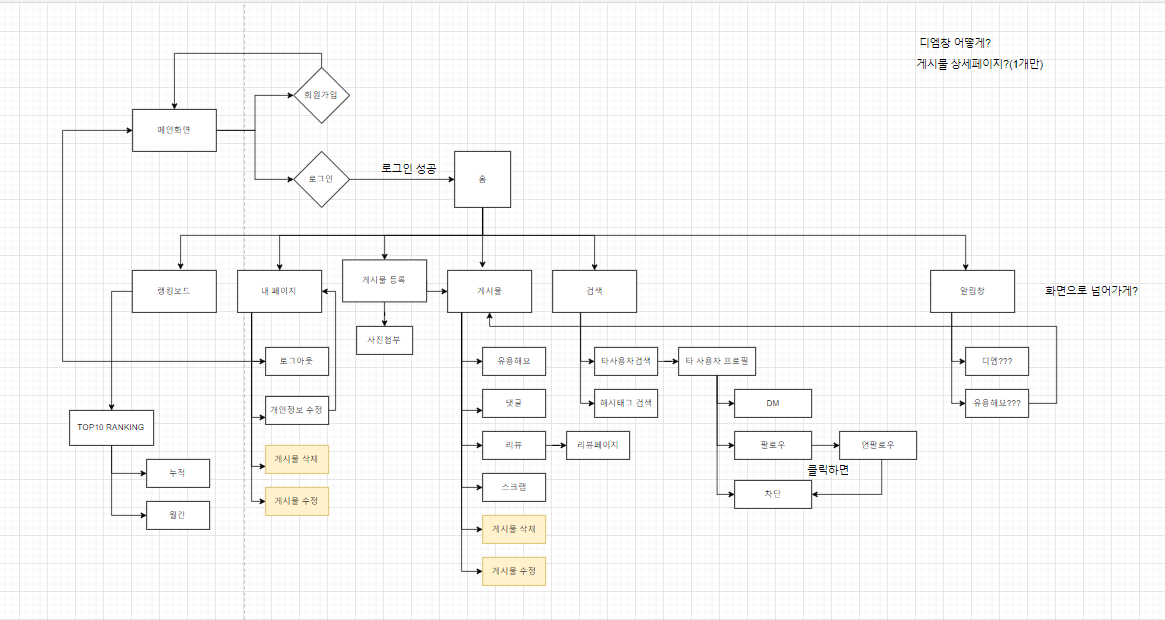 디엠창 어떻게?
게시물 상세페이지?(1개만)
회원가입
메인화면
로그인
로그인 성공
홈
랭킹보드
내 페이지
게시물 등록
게시물
검색
알림창
화면으로 넘어가게?
사진첨부
로그아웃
유용해요
타사용자검색
타 사용자 프로필
디엠???
개인정보 수정
댓글
해시태그 검색
DM
유용해요???
TOP10 RANKING
리뷰
리뷰페이지
팔로우
언팔로우
게시물 삭제
클릭하면
누적
스크랩
차단
게시물 수정
월간
게시물 삭제
게시물 수정